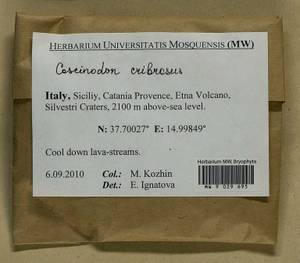 HERBARIUM UNIVERSITATIS MOSQUENSIS (MW)
Coscinodon cribrosus
Italy, Siciliy, Catania Provence, Etna Volcano,
Silvestri Craters, 2100 m above-sea level.
N: 37.70027° E: 14.99849°
Cool down lava-streams.
6.09.2010 Col.: M. Kozhin
Det.: E. Ignatova
Herbarium MW, Bryophyta
MW 9 029 695